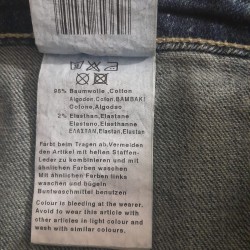 98% Baumwolle,Cotton
Algodon,Coton,BAMBAKI
Cotone,Algodao
2% Elasthan,Elastane
Elastano,Elasthanne
ΕΛΑΣΤΑΝ,Elastan,Elastan
Färbt beim Tragen ab.Vermeiden
den Artikel mit hellen Stoffen-
Leder zu kombinieren und mit
ähnlichen Farben waschen
Mit ähnlichen Farben links
waschen und bügeln
Buntwaschmittel benutzen
Colour is bleeding at the wearer.
Avoid to wear this article with
other articles in light colour and
wash with similar colours.